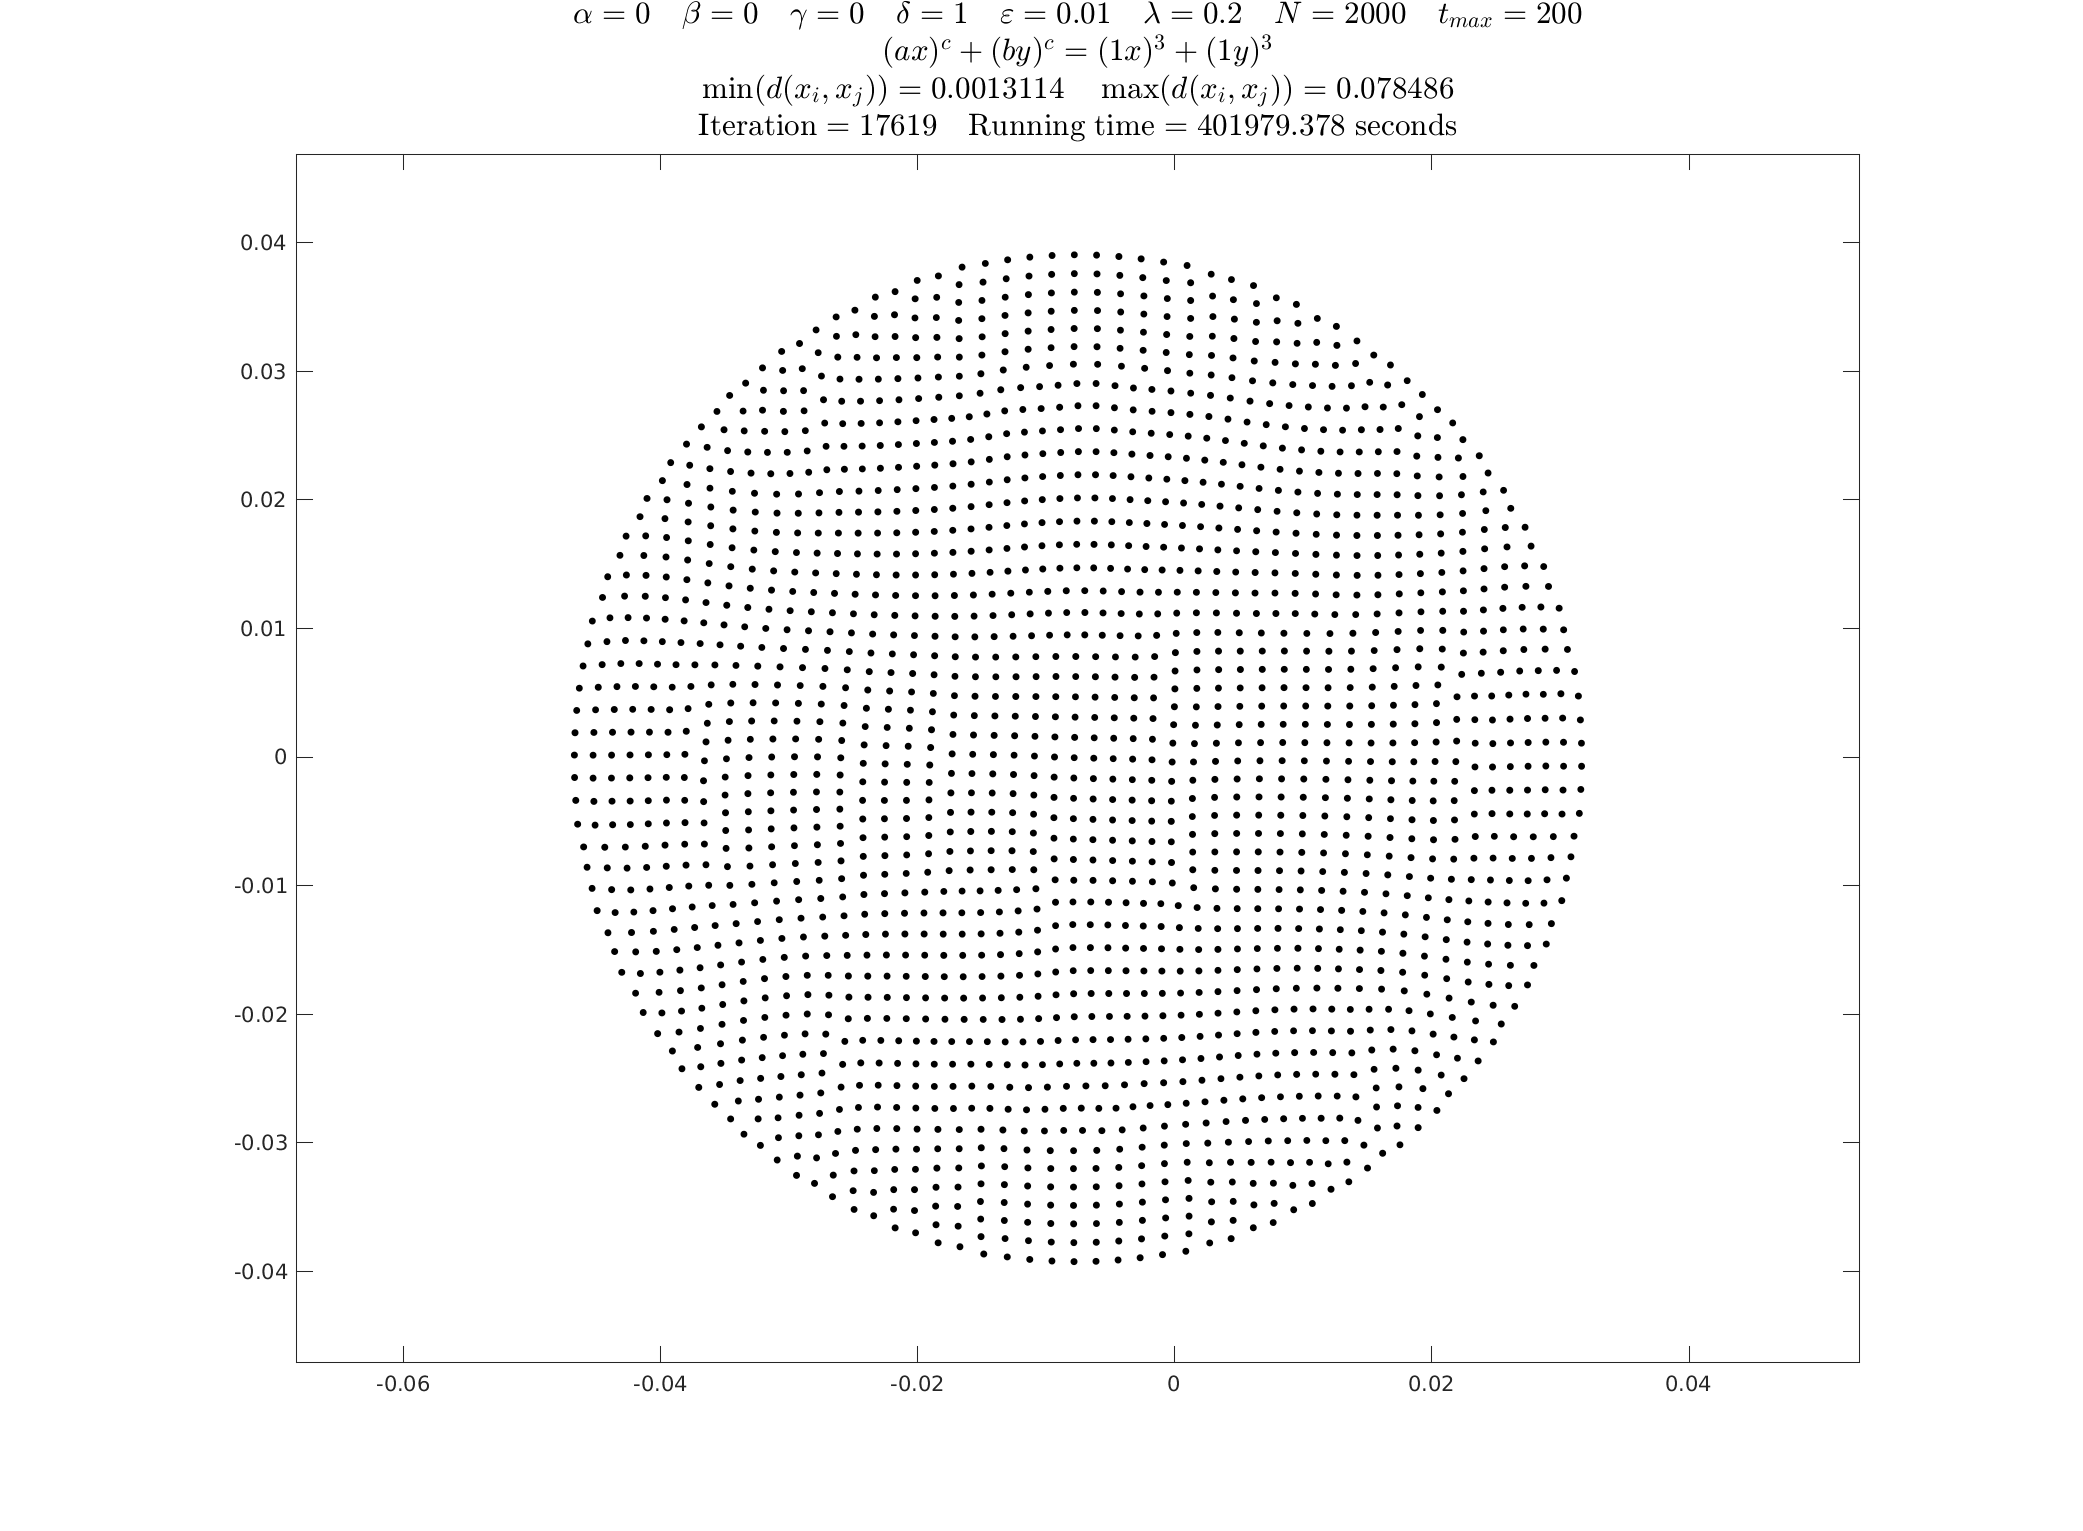 α = 0 β = 0 γ = 0 δ = 1 ε = 0.01 λ = 0.2 N = 2000 t_max = 200
(ax)^c + (by)^c = (1x)^3 + (1y)^3
min(d(x_i, x_j)) = 0.0013114 max(d(x_i, x_j)) = 0.078486
Iteration = 17619 Running time = 401979.378 seconds
0.04
0.03
0.02
0.01
0
-0.01
-0.02
-0.03
-0.04
-0.06 -0.04 -0.02 0 0.02 0.04